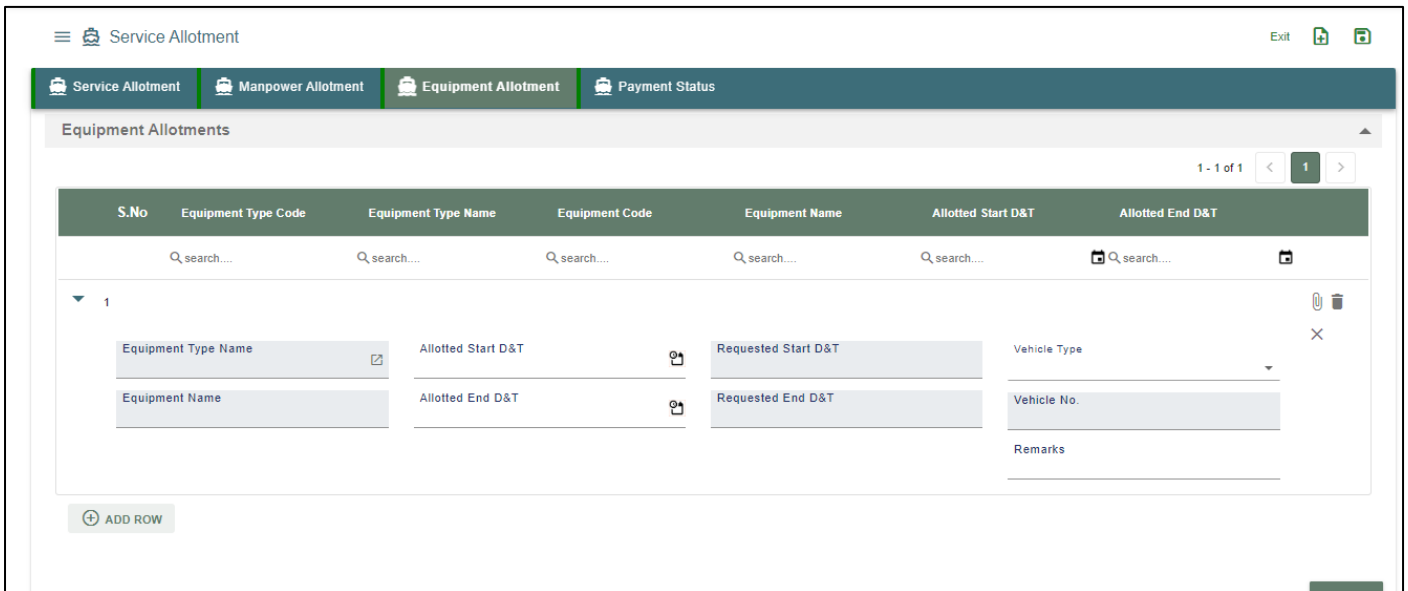 Service Allotment
Exit
Service Allotment Manpower Allotment Equipment Allotment Payment Status
Equipment Allotments
1 - 1 of 1 < 1 >
S.No Equipment Type Code Equipment Type Name Equipment Code Equipment Name Allotted Start D&T Allotted End D&T
search.... search.... search.... search.... search.... search....
1
Equipment Type Name Allotted Start D&T Requested Start D&T Vehicle Type
Equipment Name Allotted End D&T Requested End D&T Vehicle No.
Remarks
ADD ROW